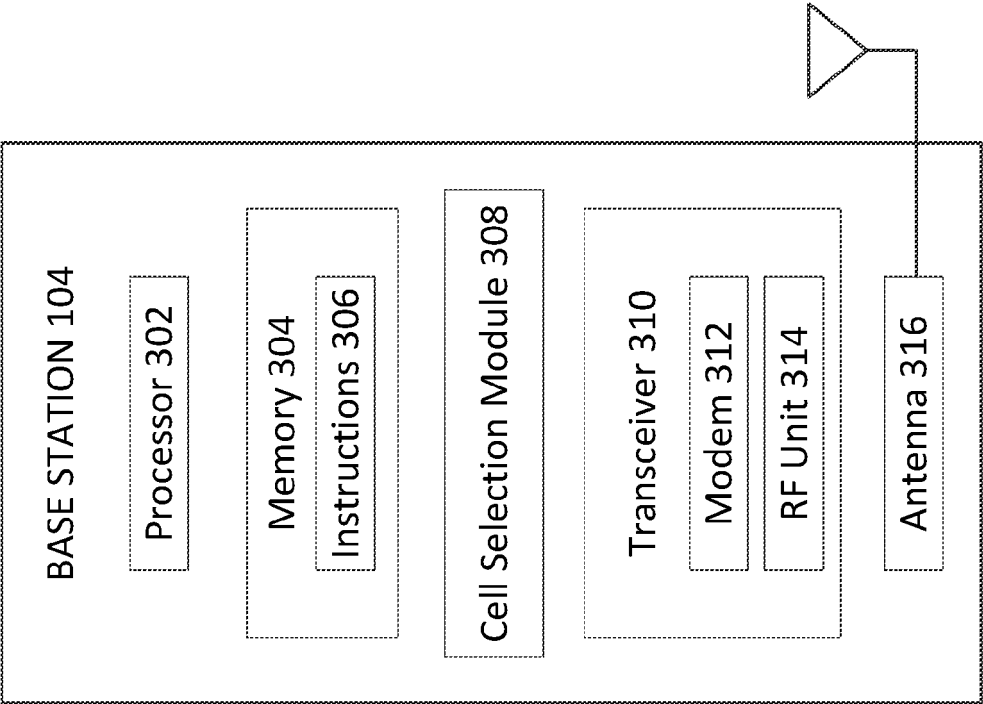 BASE STATION 104
Processor 302
Memory 304
Instructions 306
Cell Selection Module 308
Transceiver 310
Modem 312
RF Unit 314
Antenna 316